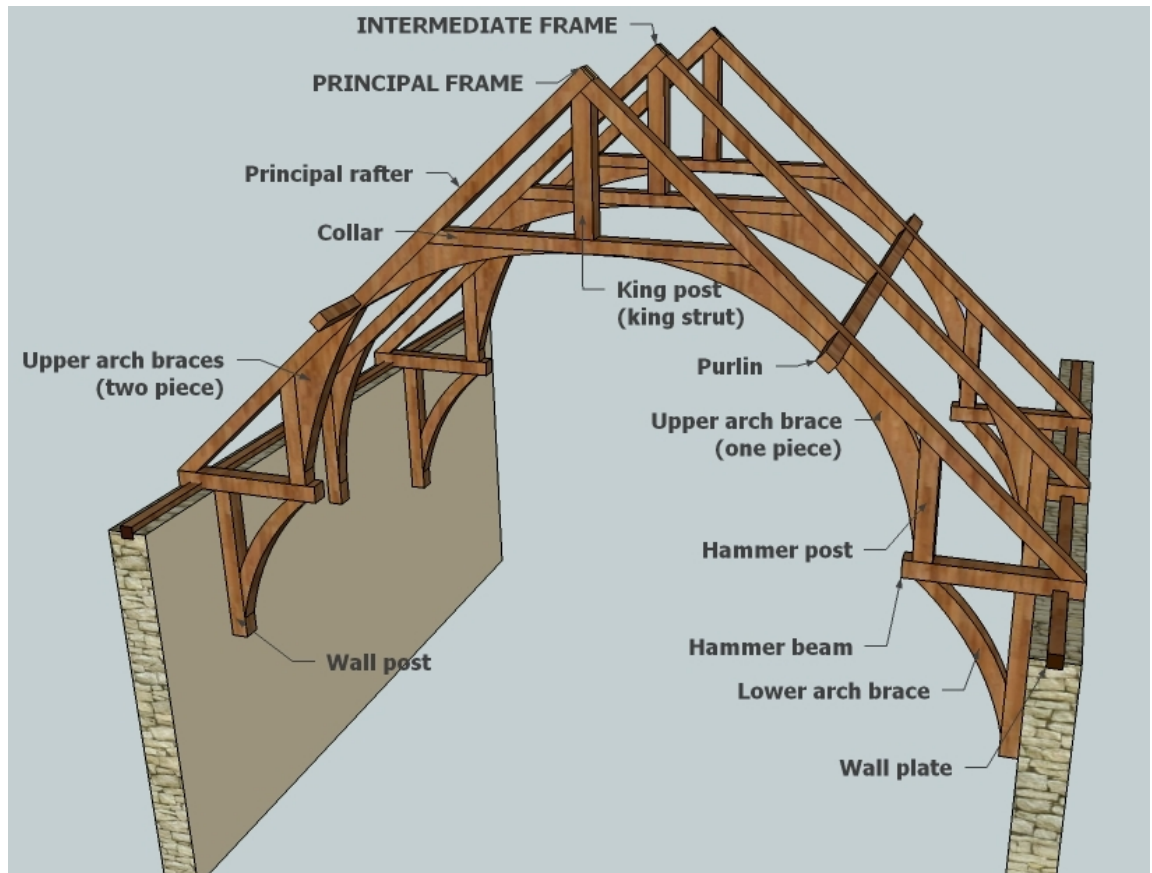 INTERMEDIATE FRAME
PRINCIPAL FRAME
Principal rafter
Collar
King post
(king strut)
Upper arch braces
(two piece)
Purlin
Upper arch brace
(one piece)
Hammer post
Hammer beam
Wall post
Lower arch brace
Wall plate